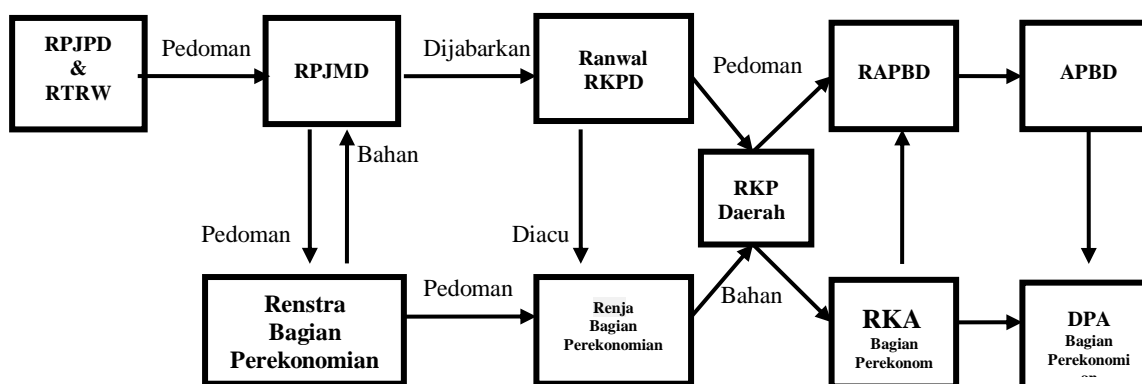 RPJPD
&
RTRW
Pedoman
RPJMD
Dijabarkan
Ranwal
RKPD
Pedoman
RAPBD
APBD
Bahan
RKP
Daerah
Pedoman
Diacu
Renstra
Bagian
Perekonomian
Pedoman
Renja
Bagian
Perekonomian
Bahan
RKA
Bagian
Perekonom
DPA
Bagian
Perekonomi